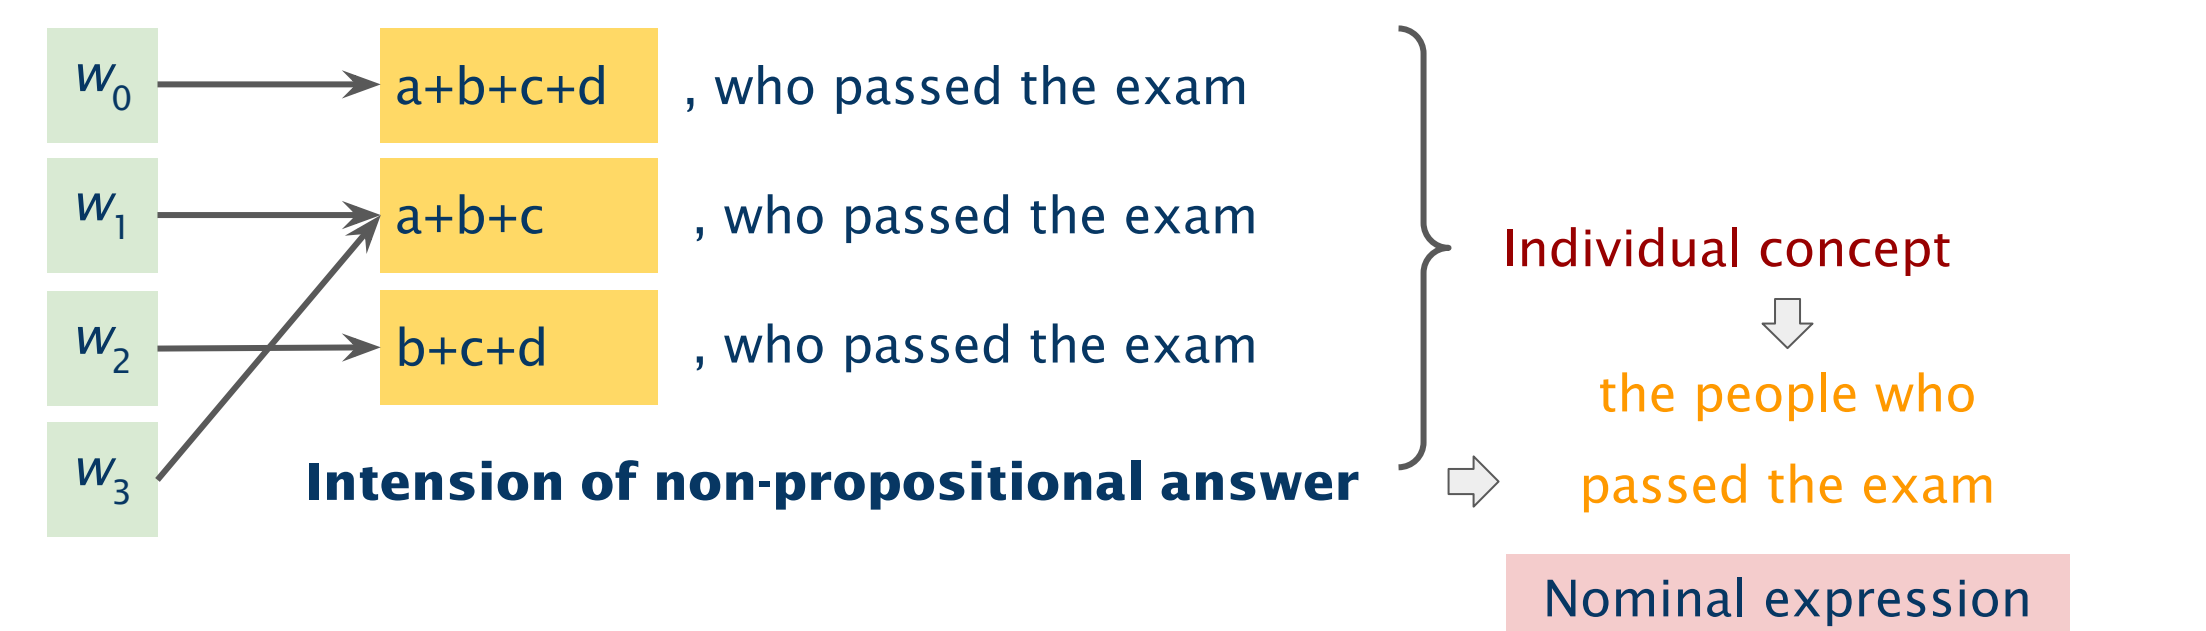 w0 a+b+c+d , who passed the exam
w1 a+b+c , who passed the exam
Individual concept
w2 b+c+d , who passed the exam
the people who
w3 Intension of non-propositional answer
passed the exam
Nominal expression